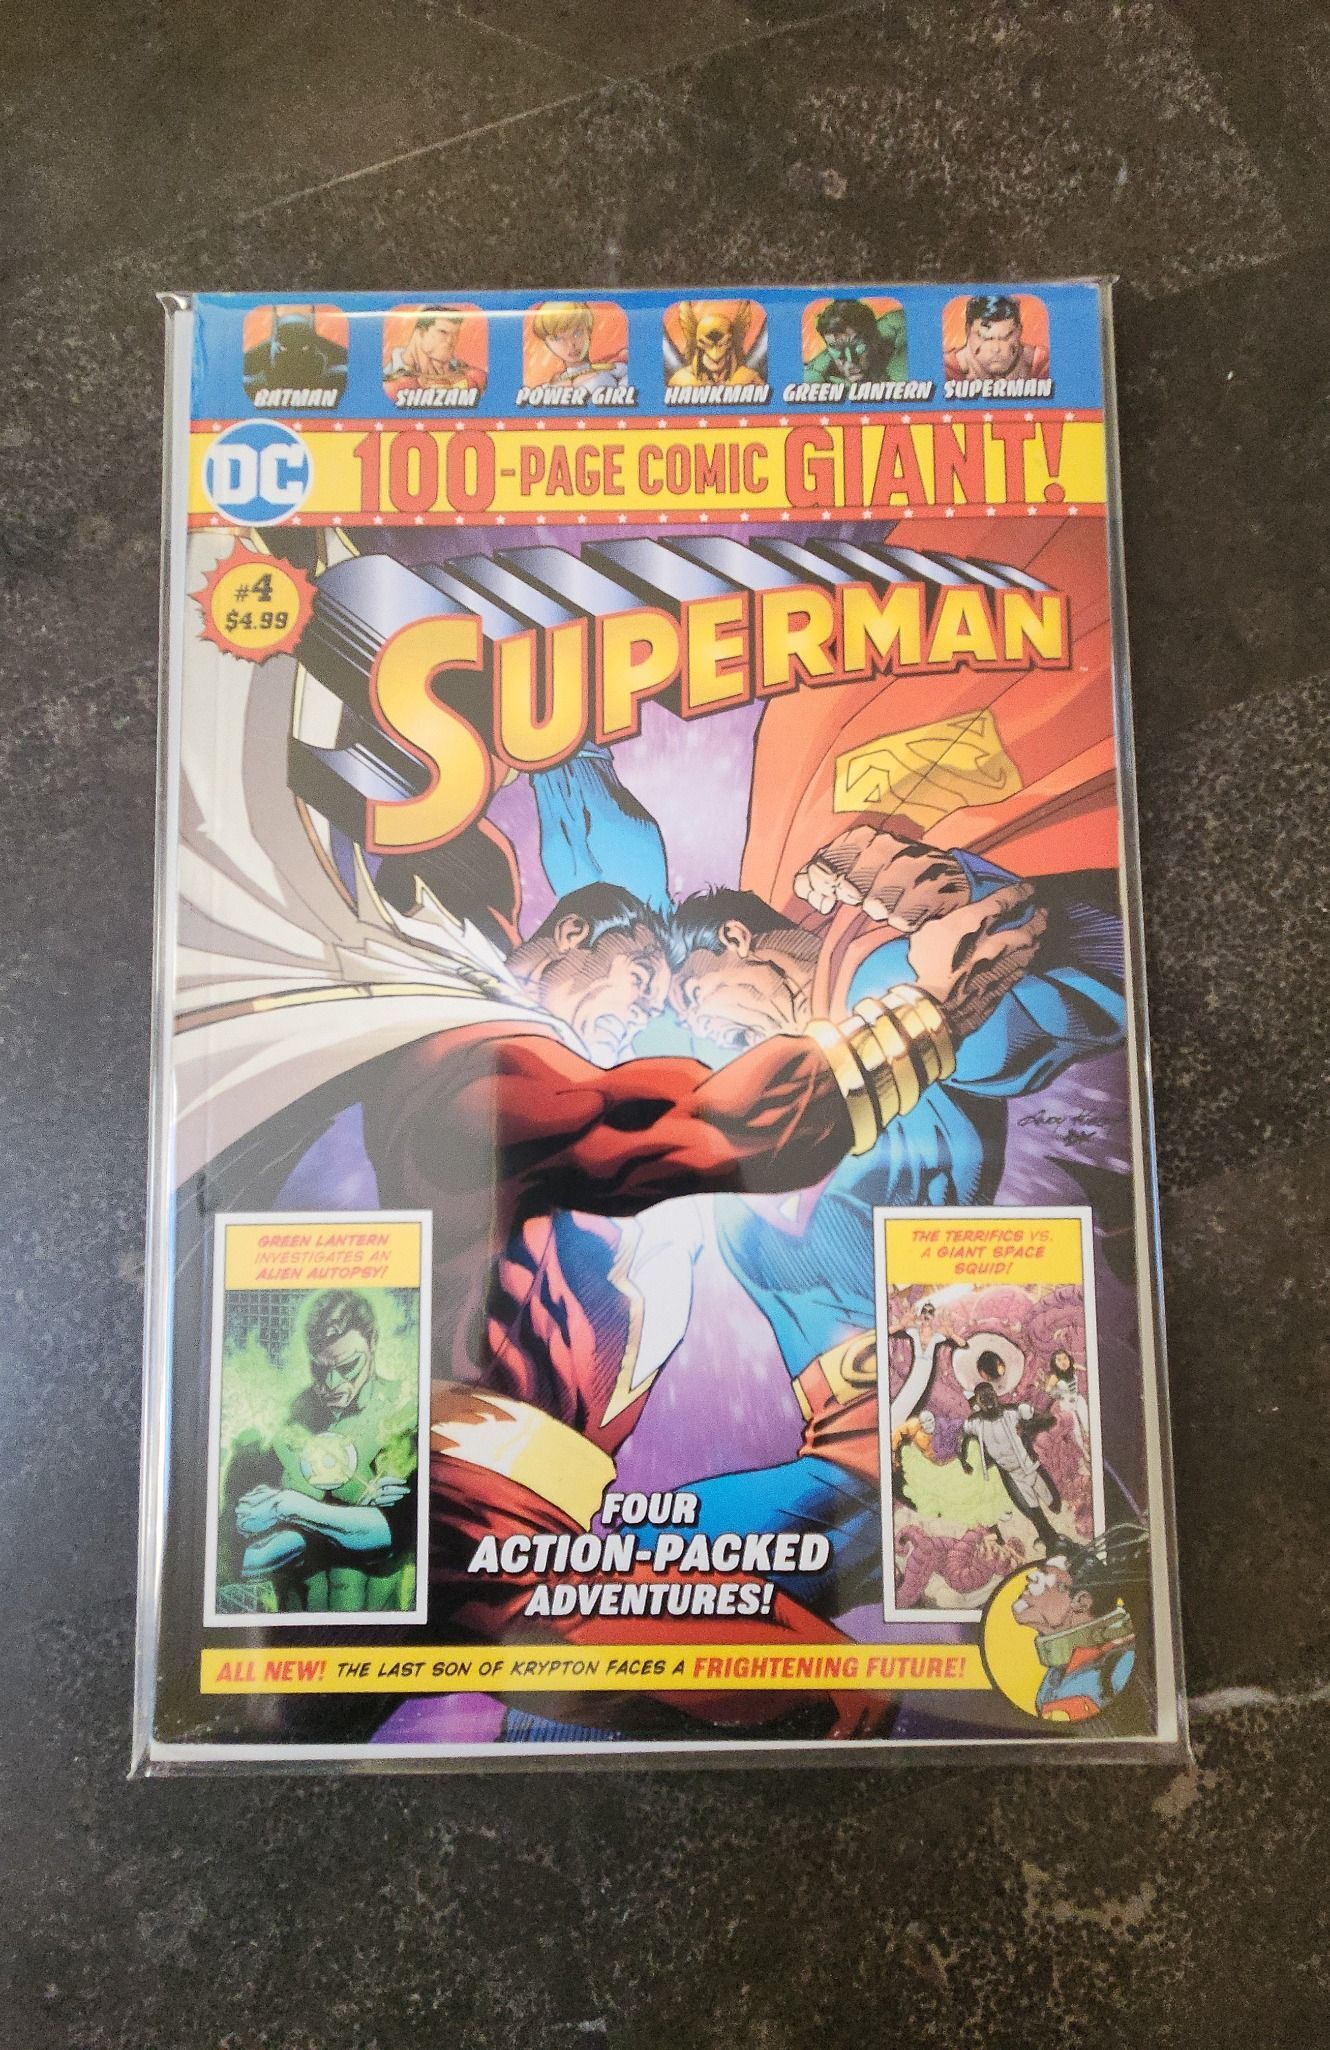 BATMAN
SHAZAM
POWER GIRL
HAWKMAN
GREEN LANTERN
SUPERMAN
DC
100-PAGE COMIC GIANT!
#4
$4.99
SUPERMAN
GREEN LANTERN
INVESTIGATES AN
ALIEN AUTOPSY!
THE TERRIFICS VS.
A GIANT SPACE
SQUID!
FOUR
ACTION-PACKED
ADVENTURES!
ALL NEW! THE LAST SON OF KRYPTON FACES A FRIGHTENING FUTURE!